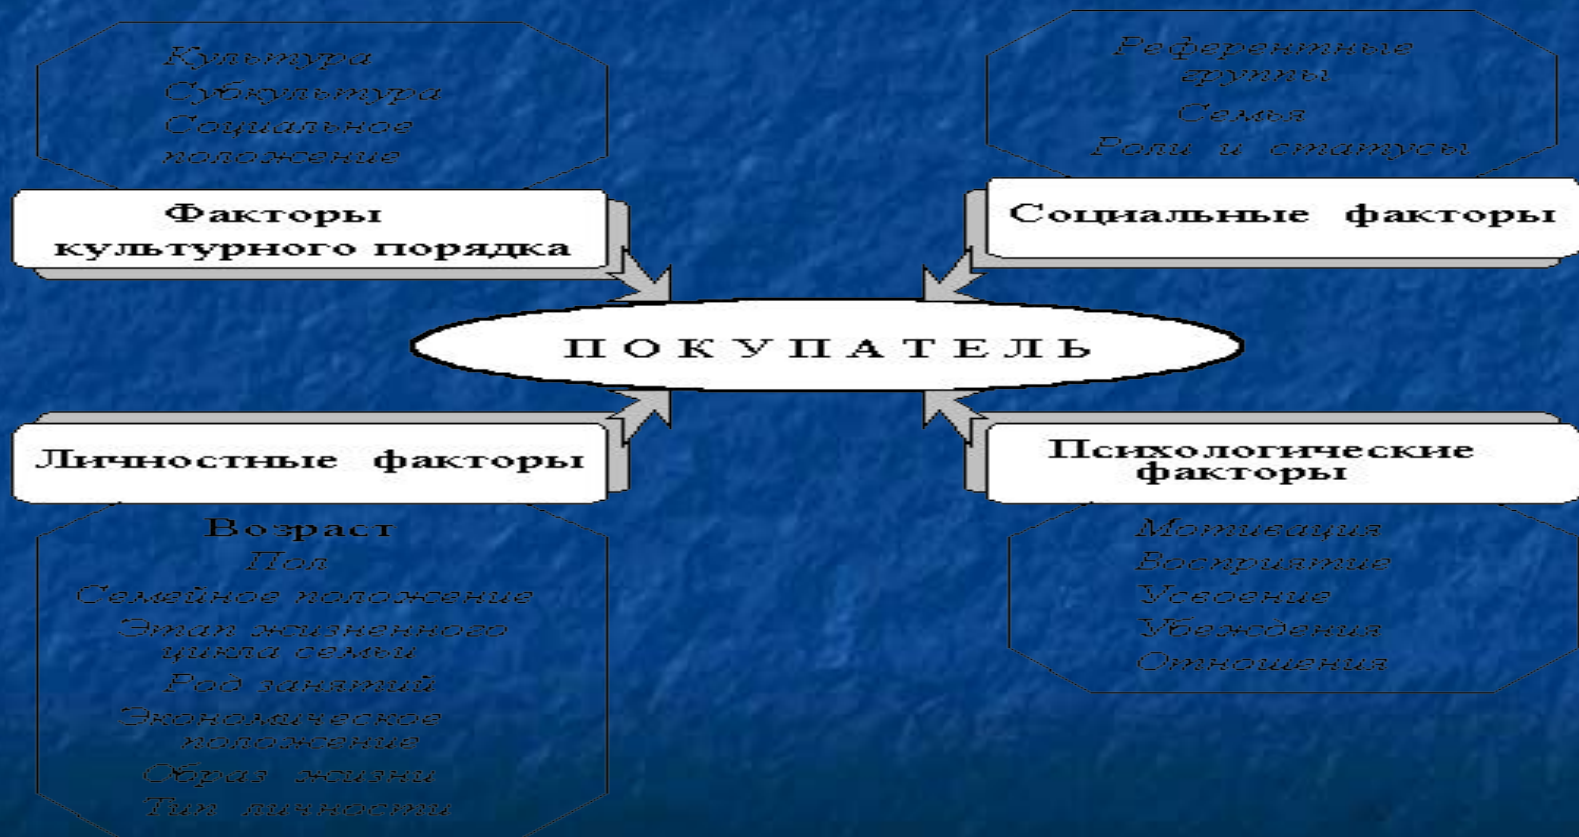 Культура
Субкультура
Социальное
положение
Факторы
культурного порядка
Референтные
группы
Семья
Роли и статусы
Социальные факторы
ПОКУПАТЕЛЬ
Личностные факторы
Возраст
Пол
Семейное положение
Этап жизненного
цикла семьи
Род занятий
Экономическое
положение
Образ жизни
Тип личности
Психологические
факторы
Мотивация
Восприятие
Усвоение
Убеждения
Отношения